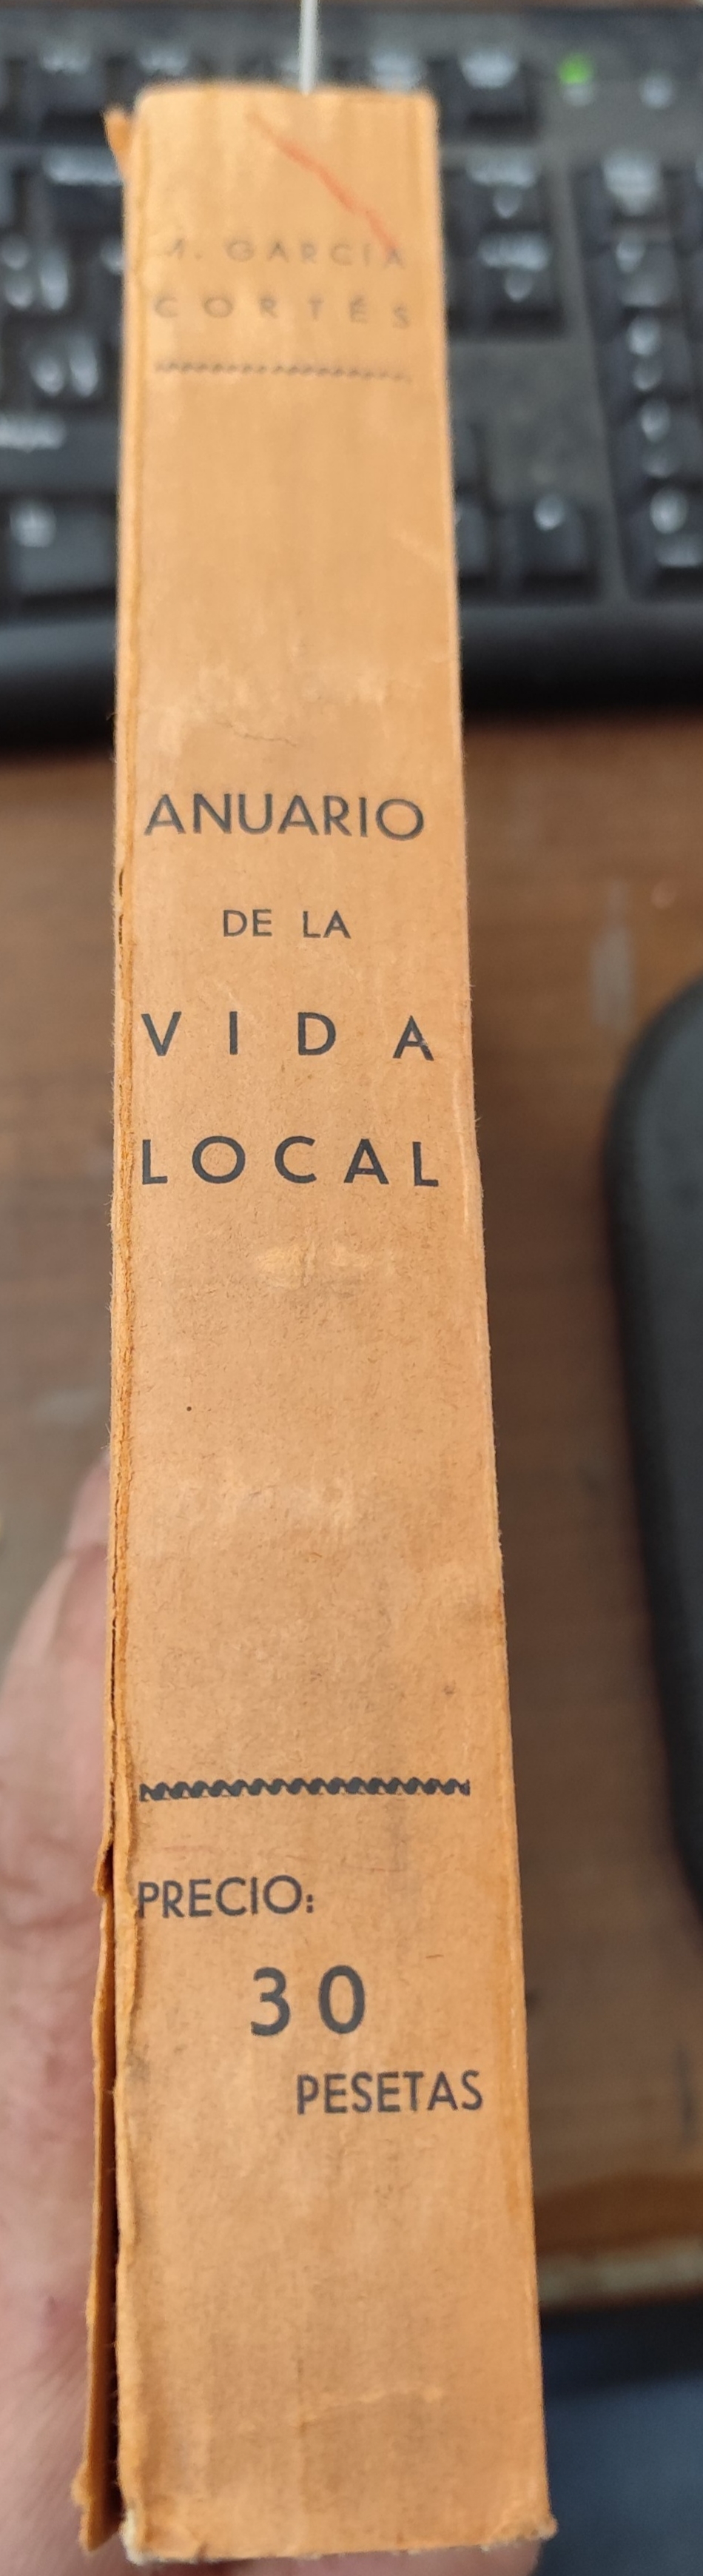 M. GARCÍA
CORTÉS
ANUARIO
DE LA
VIDA
LOCAL
PRECIO:
30
PESETAS